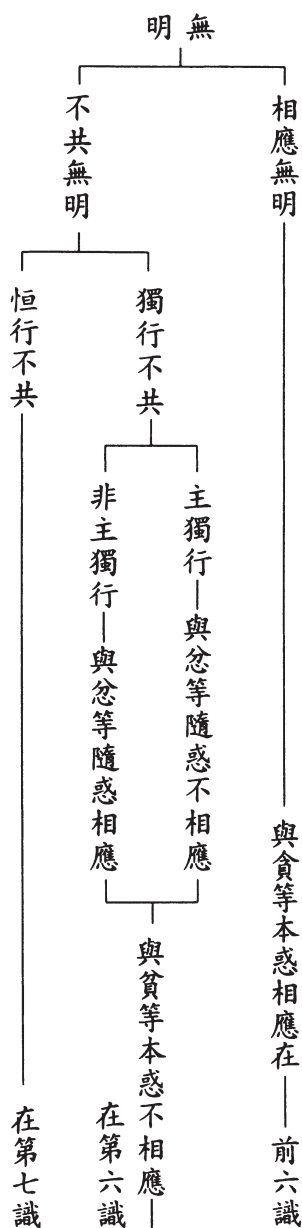 無明
相應無明
與貪等本惑相應在
前六識
不共無明
獨行不共
主獨行
與忿等隨惑不相應
非主獨行
與忿等隨惑相應
與貧等本惑不相應
在第六識
恒行不共
在第七識